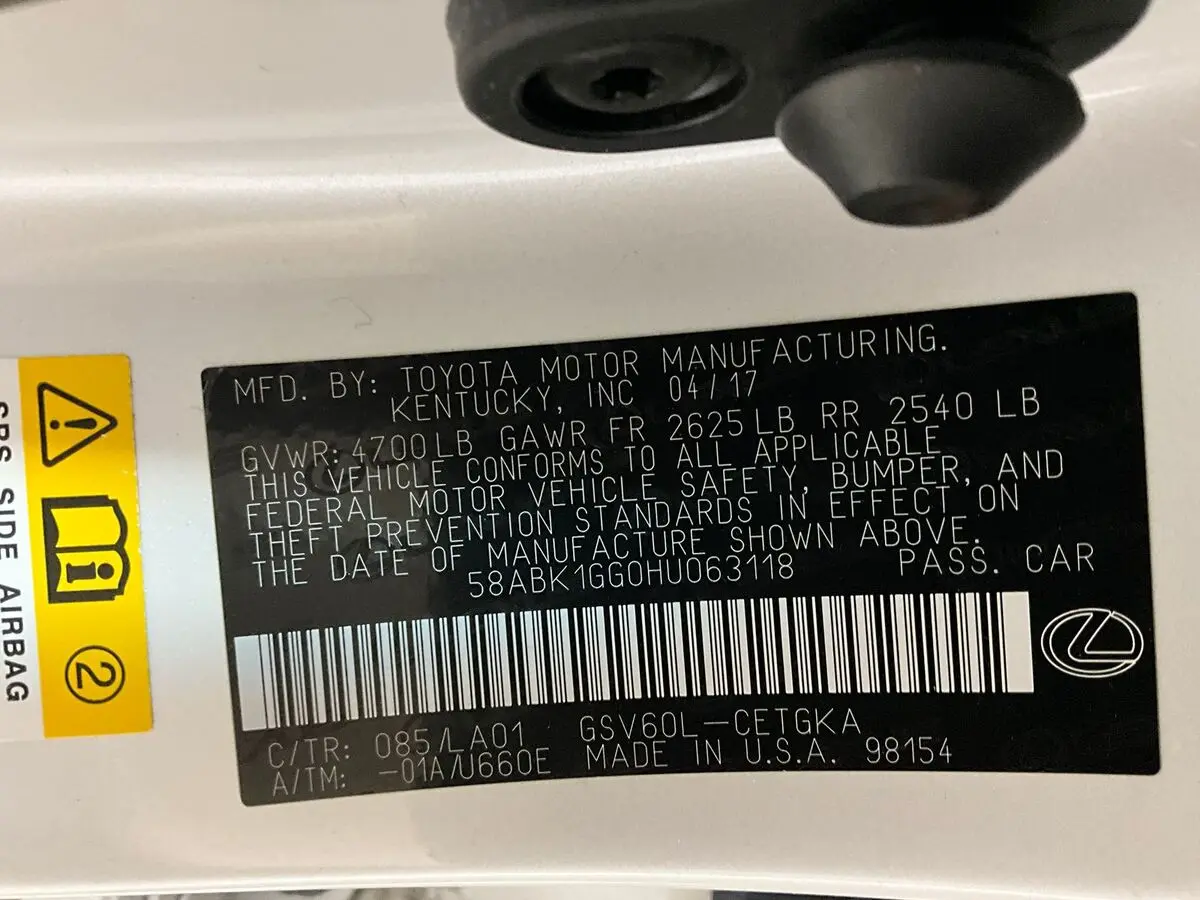 MFD. BY: TOYOTA MOTOR MANUFACTURING.
KENTUCKY, INC 04/17
GVWR: 4700LB GAWR FR 2625LB RR 2540 LB
THIS VEHICLE CONFORMS TO ALL APPLICABLE
FEDERAL MOTOR VEHICLE SAFETY, BUMPER, AND
THEFT PREVENTION STANDARDS IN EFFECT ON
THE DATE OF MANUFACTURE SHOWN ABOVE.
58ABK1GG0HU063118 PASS. CAR
C/TR: 085/LA01 GSV60L-CETGKA
A/TM: -01A/U660E MADE IN U.S.A. 98154
SRS SIDE AIRBAG
2